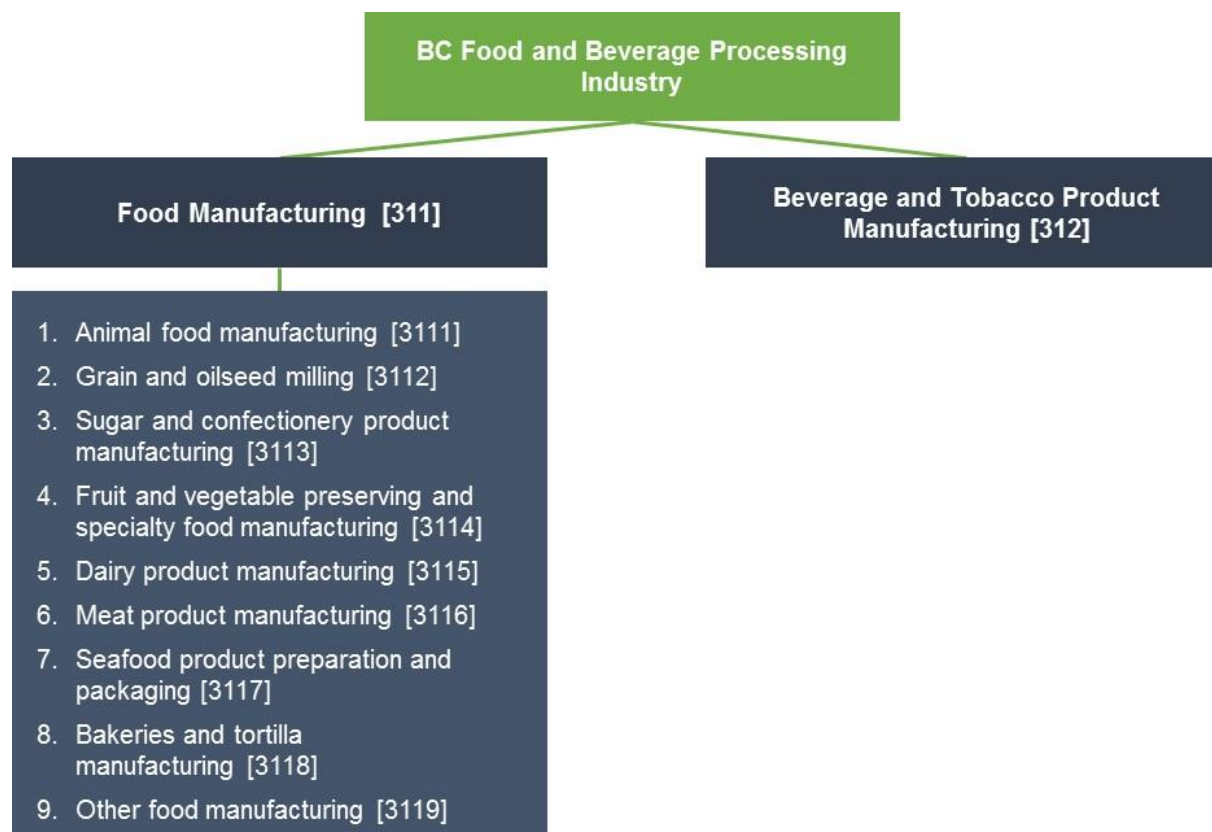 BC Food and Beverage Processing
Industry
Food Manufacturing [311]
Beverage and Tobacco Product
Manufacturing [312]
1. Animal food manufacturing [3111]
2. Grain and oilseed milling [3112]
3. Sugar and confectionery product
manufacturing [3113]
4. Fruit and vegetable preserving and
specialty food manufacturing [3114]
5. Dairy product manufacturing [3115]
6. Meat product manufacturing [3116]
7. Seafood product preparation and
packaging [3117]
8. Bakeries and tortilla
manufacturing [3118]
9. Other food manufacturing [3119]